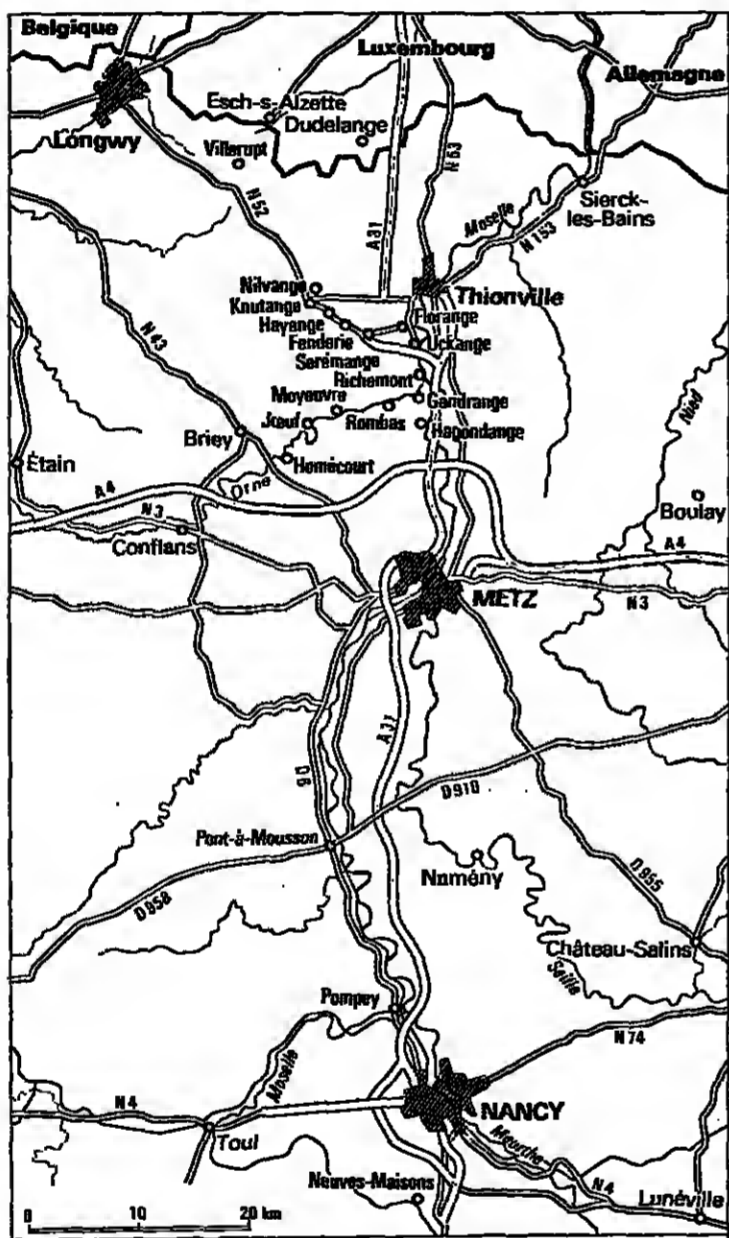 Belgique
Luxembourg
Allemagne
Esch-s-Alzette
Dudelange
Longwy
Villerupt
N 52
A 31
N 53
Moselle
N 153
Sierck-
les-Bains
Nilvange
Thionville
Knutange
Florange
Hayange
Fenderie
Uckange
Serémange
Richemont
N 43
Moyeuvre
Gandrange
Jœuf
Rombas
Hagondange
Briey
Nied
Étain
Homécourt
Orne
A 4
N 3
Boulay
Conflans
A 4
METZ
N 3
A 31
D 6
D 910
Pont-à-Mousson
Nomény
D 955
D 958
Château-Salins
Seille
Pompey
N 74
Moselle
N 4
NANCY
Toul
Meurthe
Neuves-Maisons
N 4
Lunéville
0 10 20 km